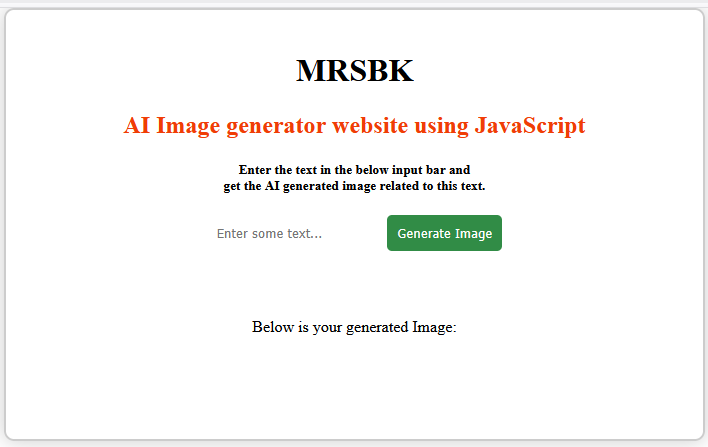 MRSBK
AI Image generator website using JavaScript
Enter the text in the below input bar and
get the AI generated image related to this text.
Enter some text...
Generate Image
Below is your generated Image: